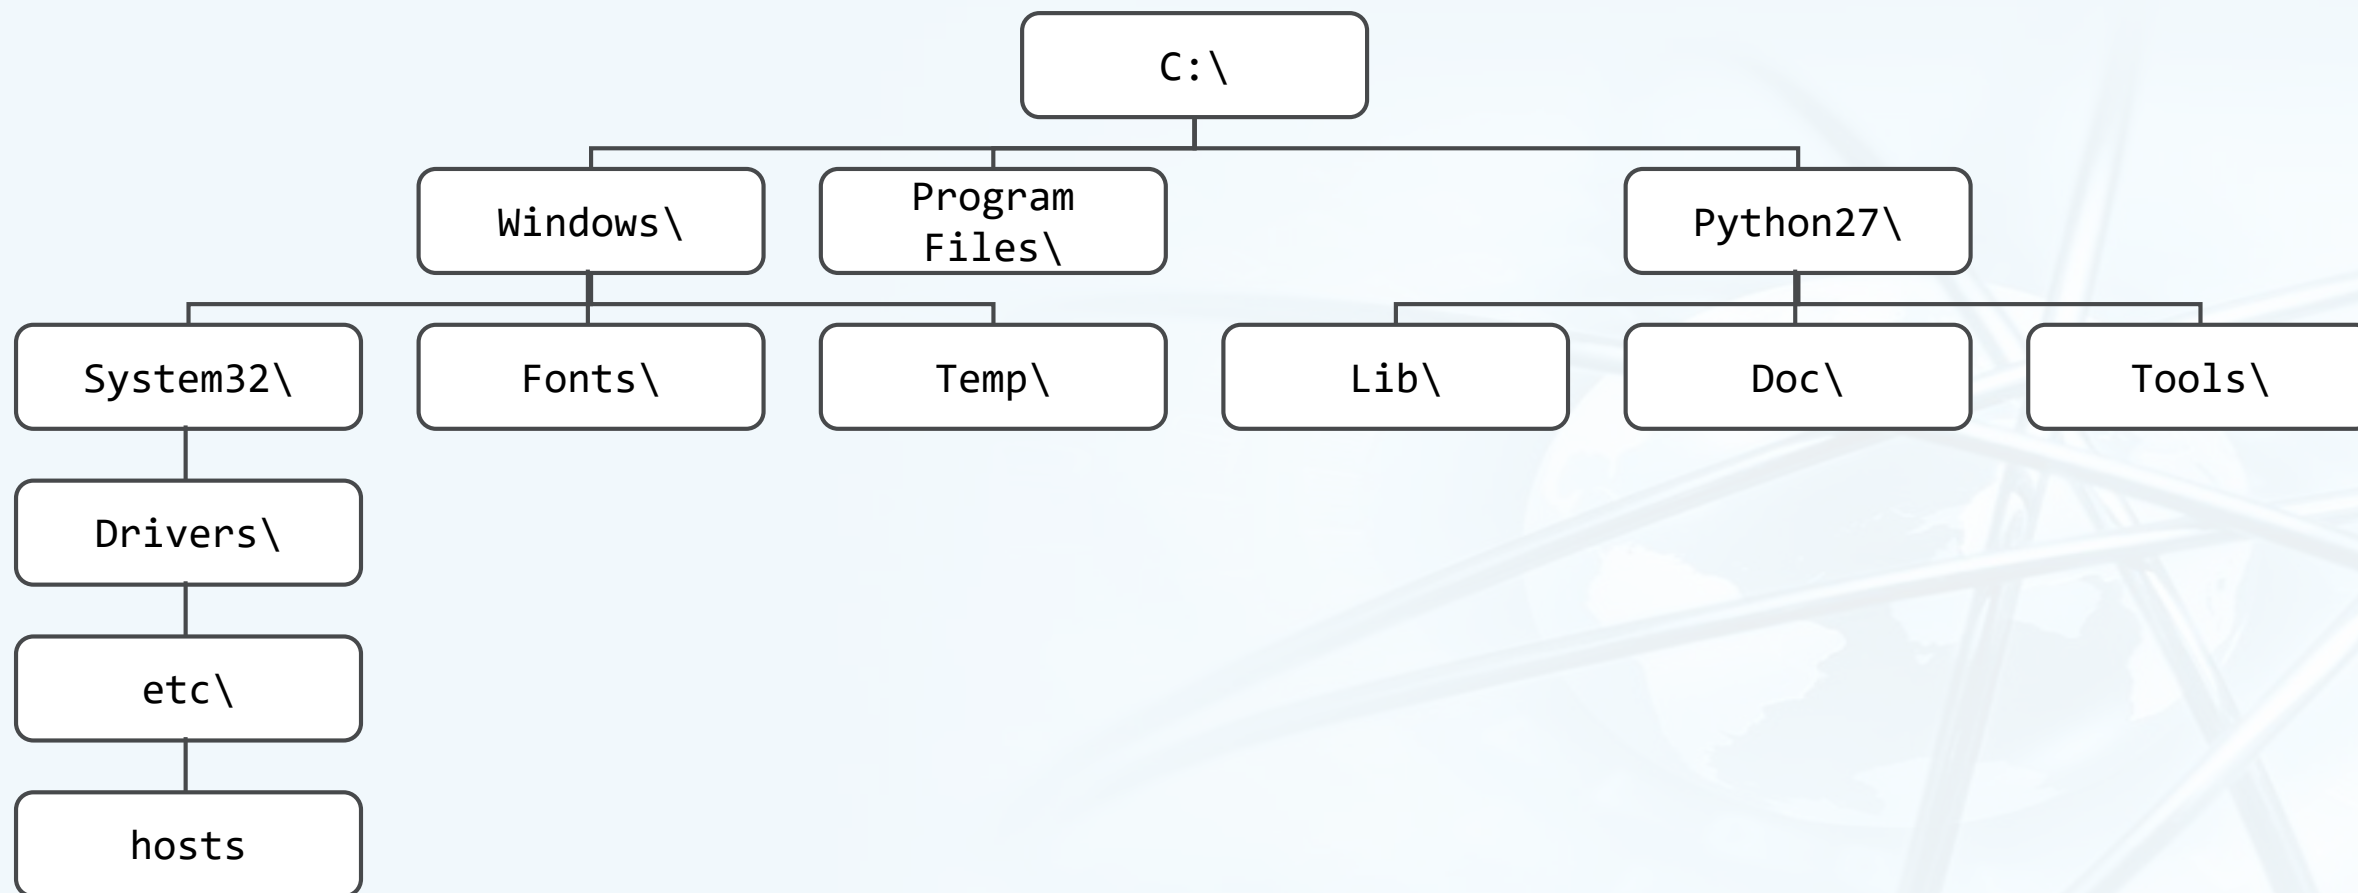 C:\
Windows\
Program
Files\
Python27\
System32\
Fonts\
Temp\
Lib\
Doc\
Tools\
Drivers\
etc\
hosts